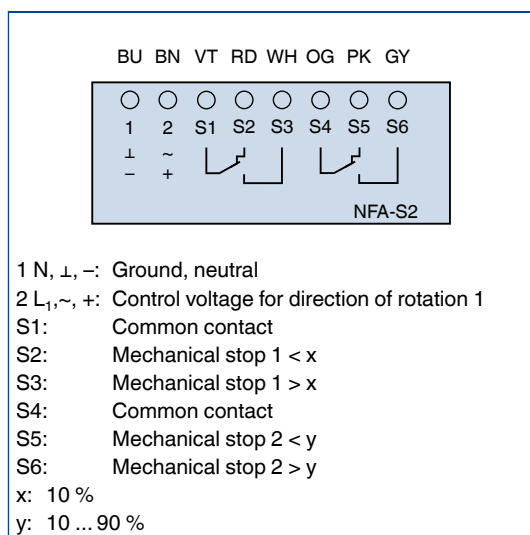 BU BN VT RD WH OG PK GY
1 2 S1 S2 S3 S4 S5 S6
⊥ ~
– +
NFA-S2
1 N, ⊥, –: Ground, neutral
2 L₁,~, +: Control voltage for direction of rotation 1
S1: Common contact
S2: Mechanical stop 1 < x
S3: Mechanical stop 1 > x
S4: Common contact
S5: Mechanical stop 2 < y
S6: Mechanical stop 2 > y
x: 10 %
y: 10 ... 90 %